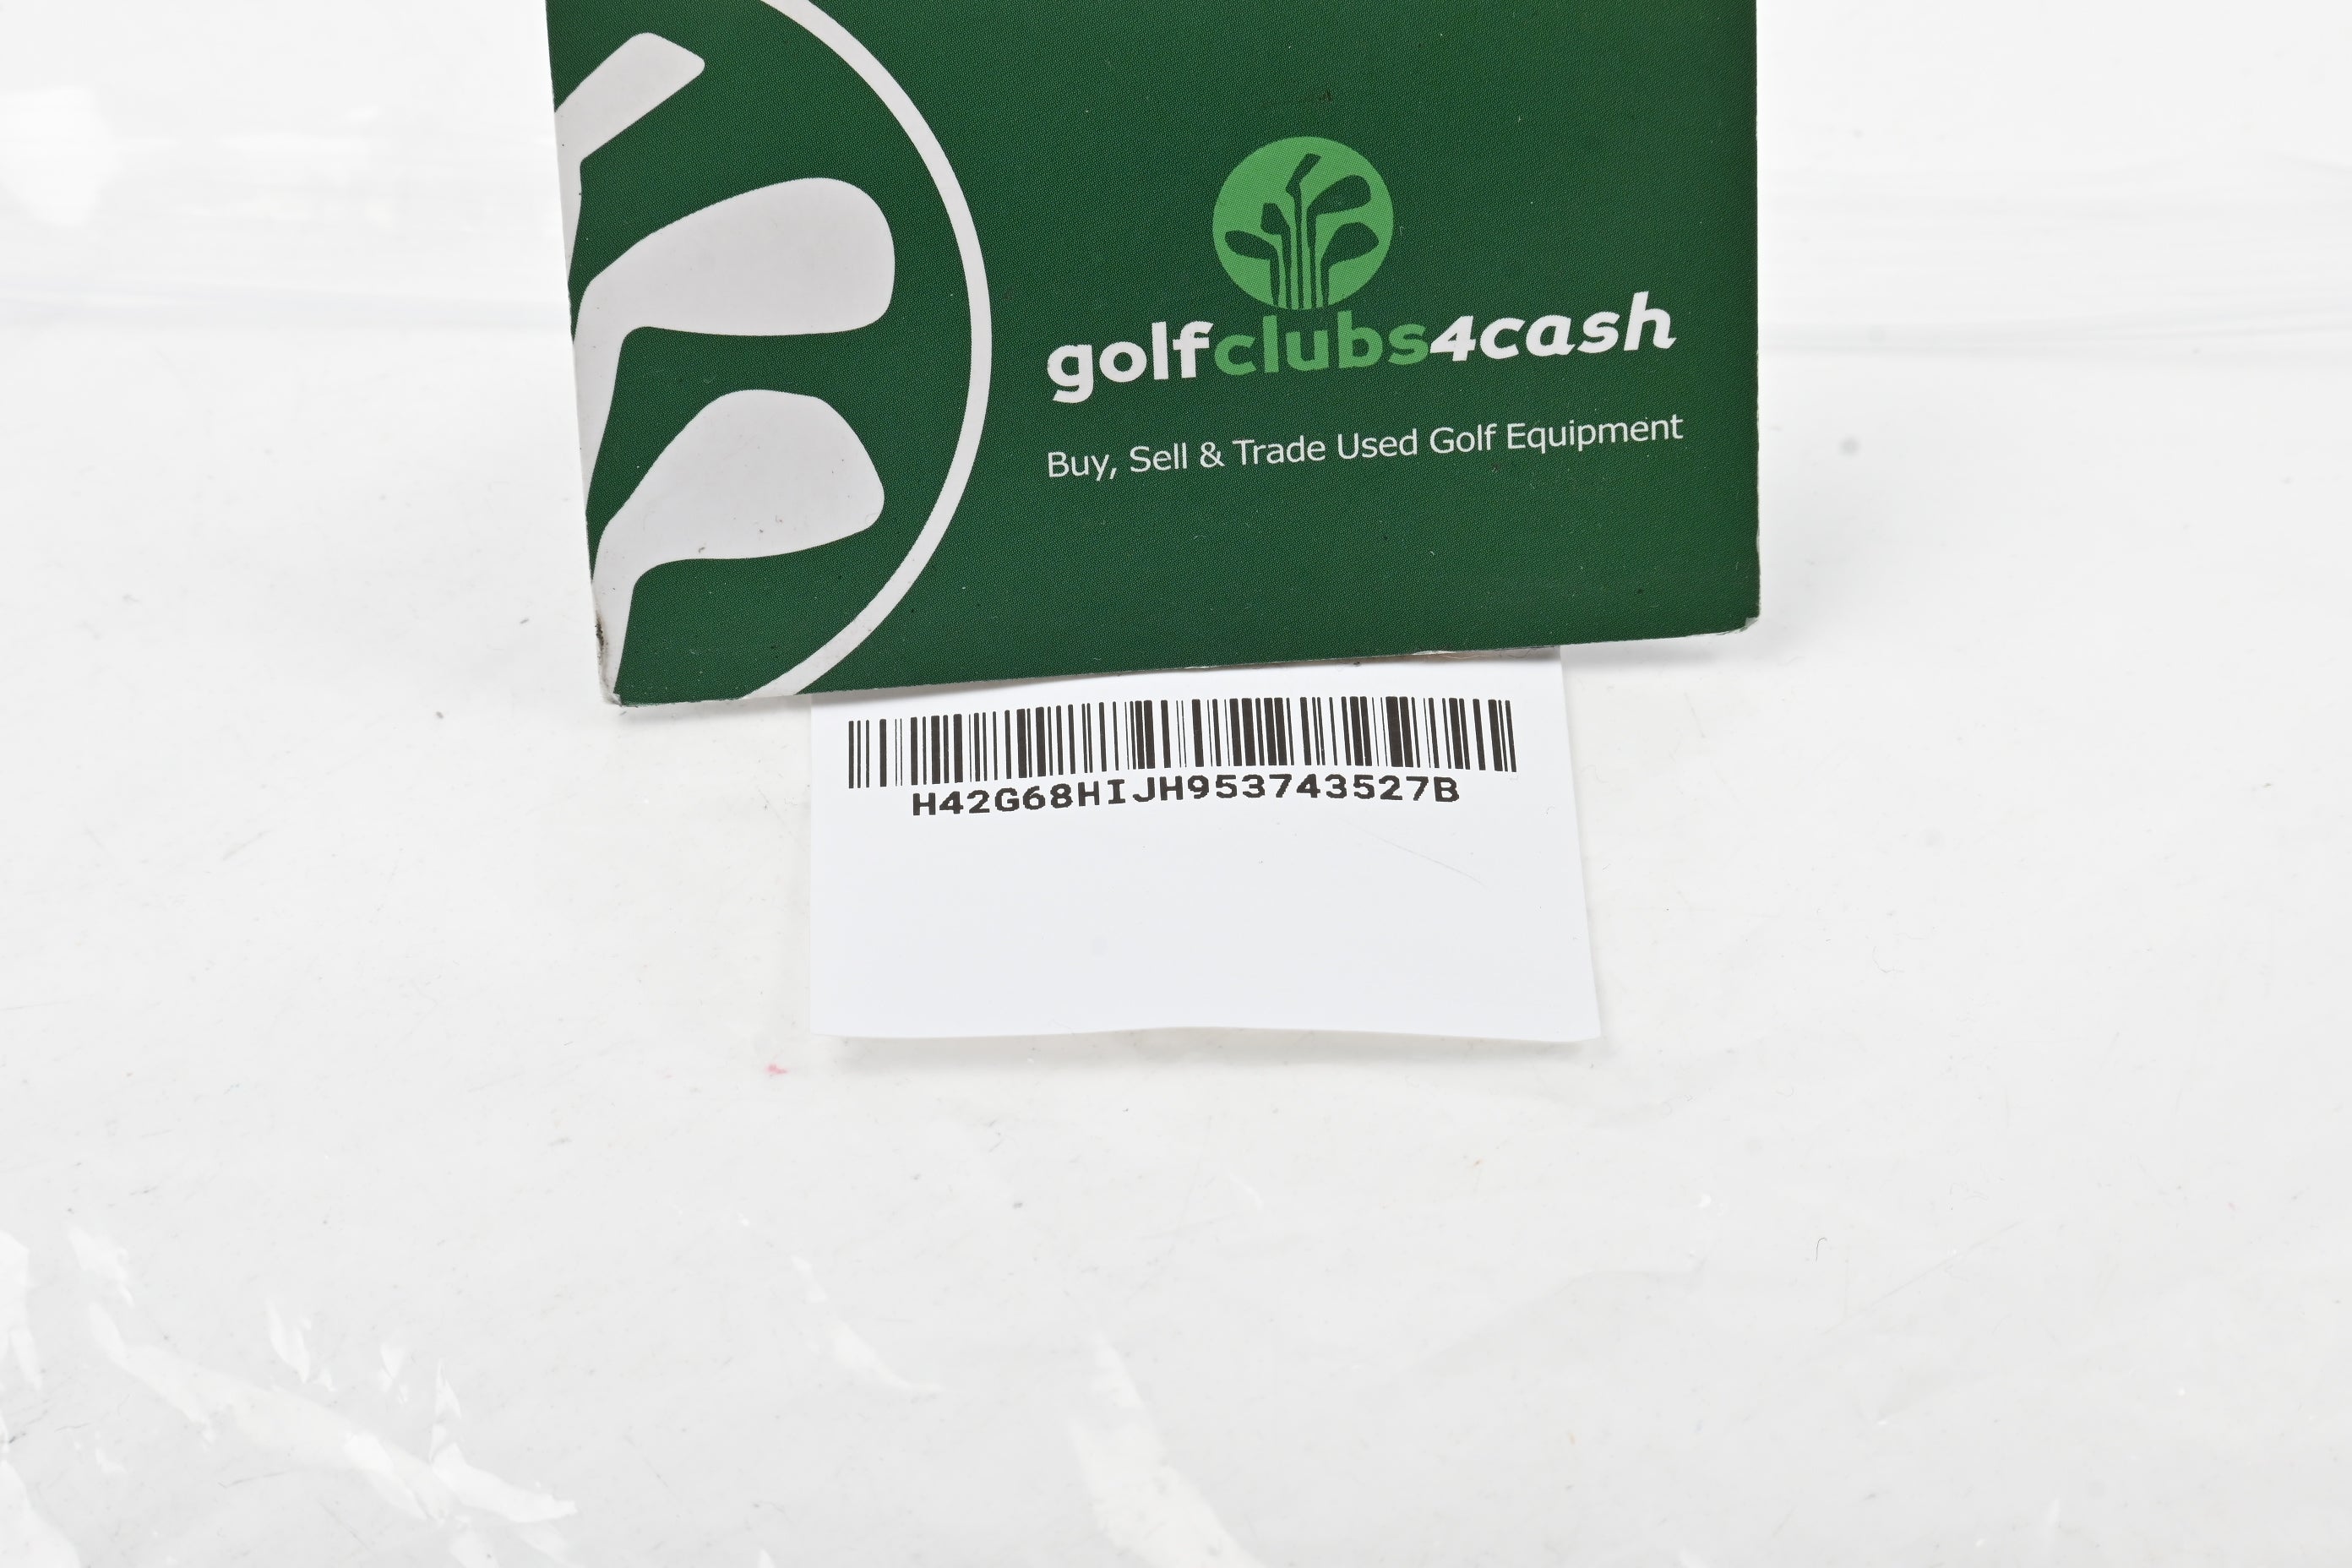 golfclubs4cash
Buy, Sell & Trade Used Golf Equipment
H42G68HIJH953743527B